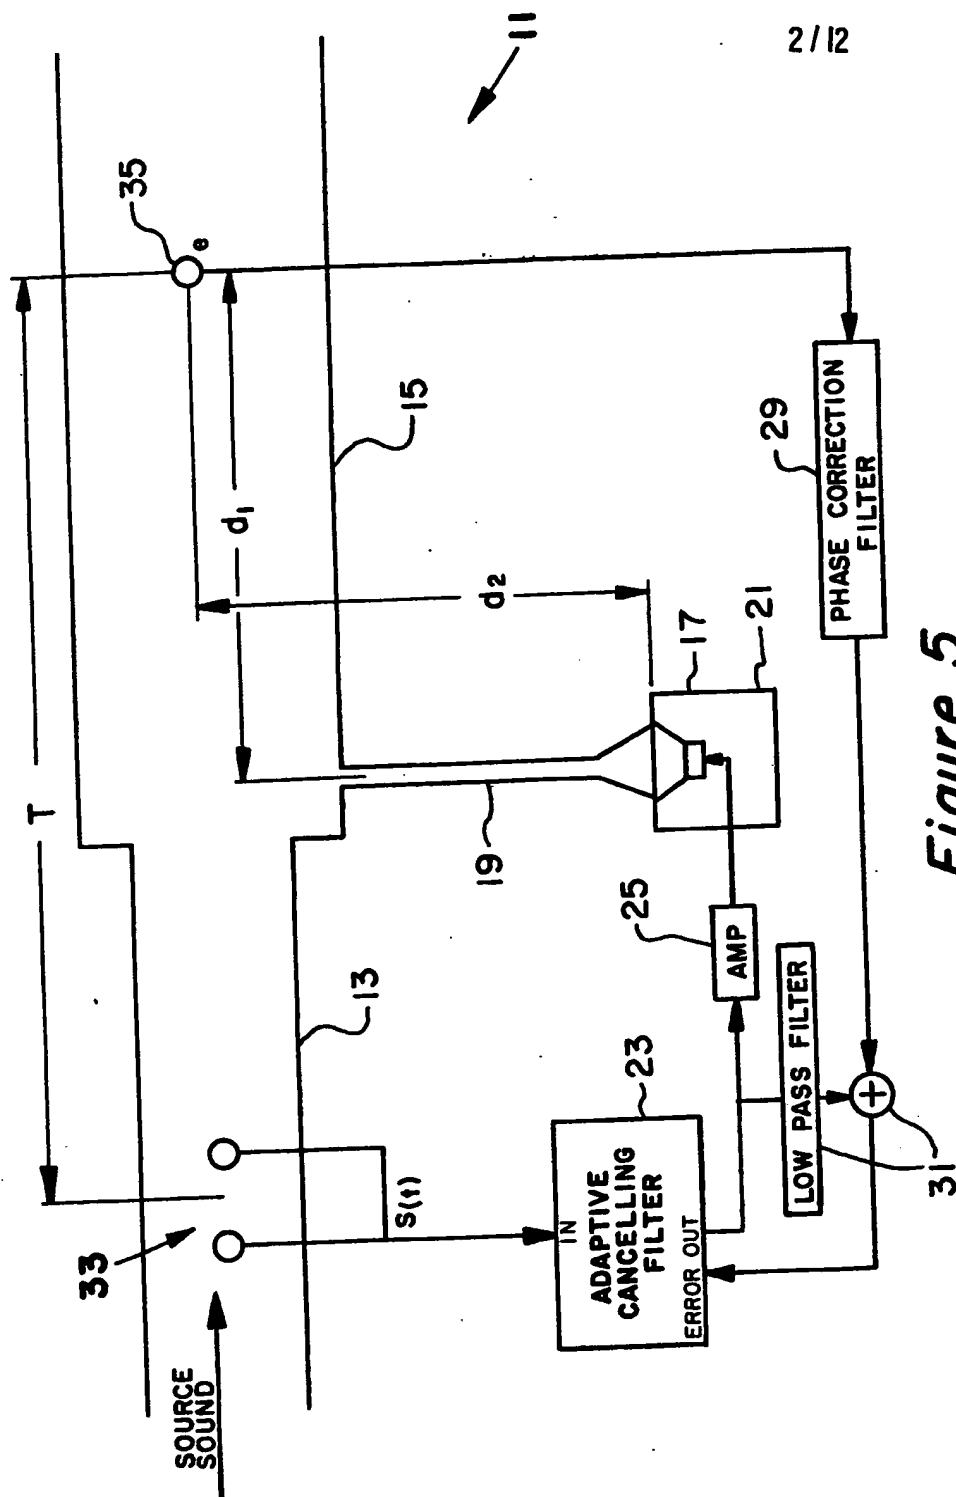 2/12
11
35
e
T
d1
15
d2
29
PHASE CORRECTION
FILTER
17
21
19
25
AMP
13
33
S(t)
SOURCE
SOUND
23
IN
ADAPTIVE
CANCELLING
FILTER
ERROR OUT
LOW PASS FILTER
+
31
Figure 5